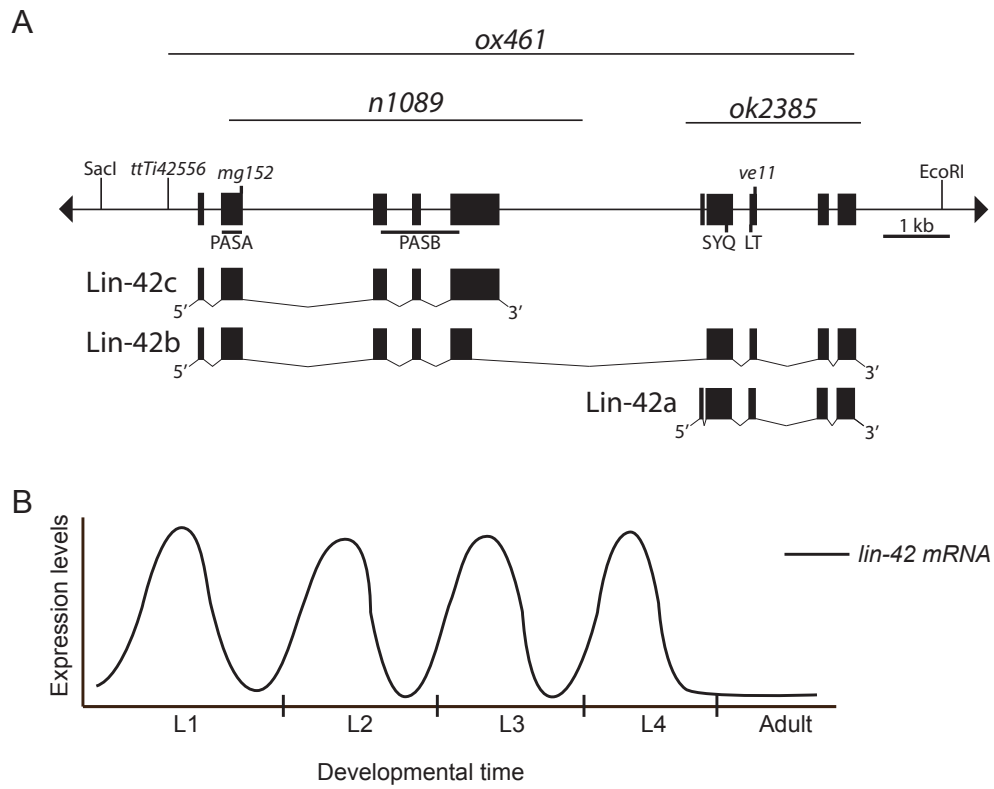 A
ox461
n1089
ok2385
SacI ttTi42556 mg152 ve11 EcoRI
1 kb
PASA PASB SYQ LT
Lin-42c
5′ 3′
Lin-42b
5′ 3′
Lin-42a
5′ 3′
B
Expression levels
lin-42 mRNA
L1 L2 L3 L4 Adult
Developmental time